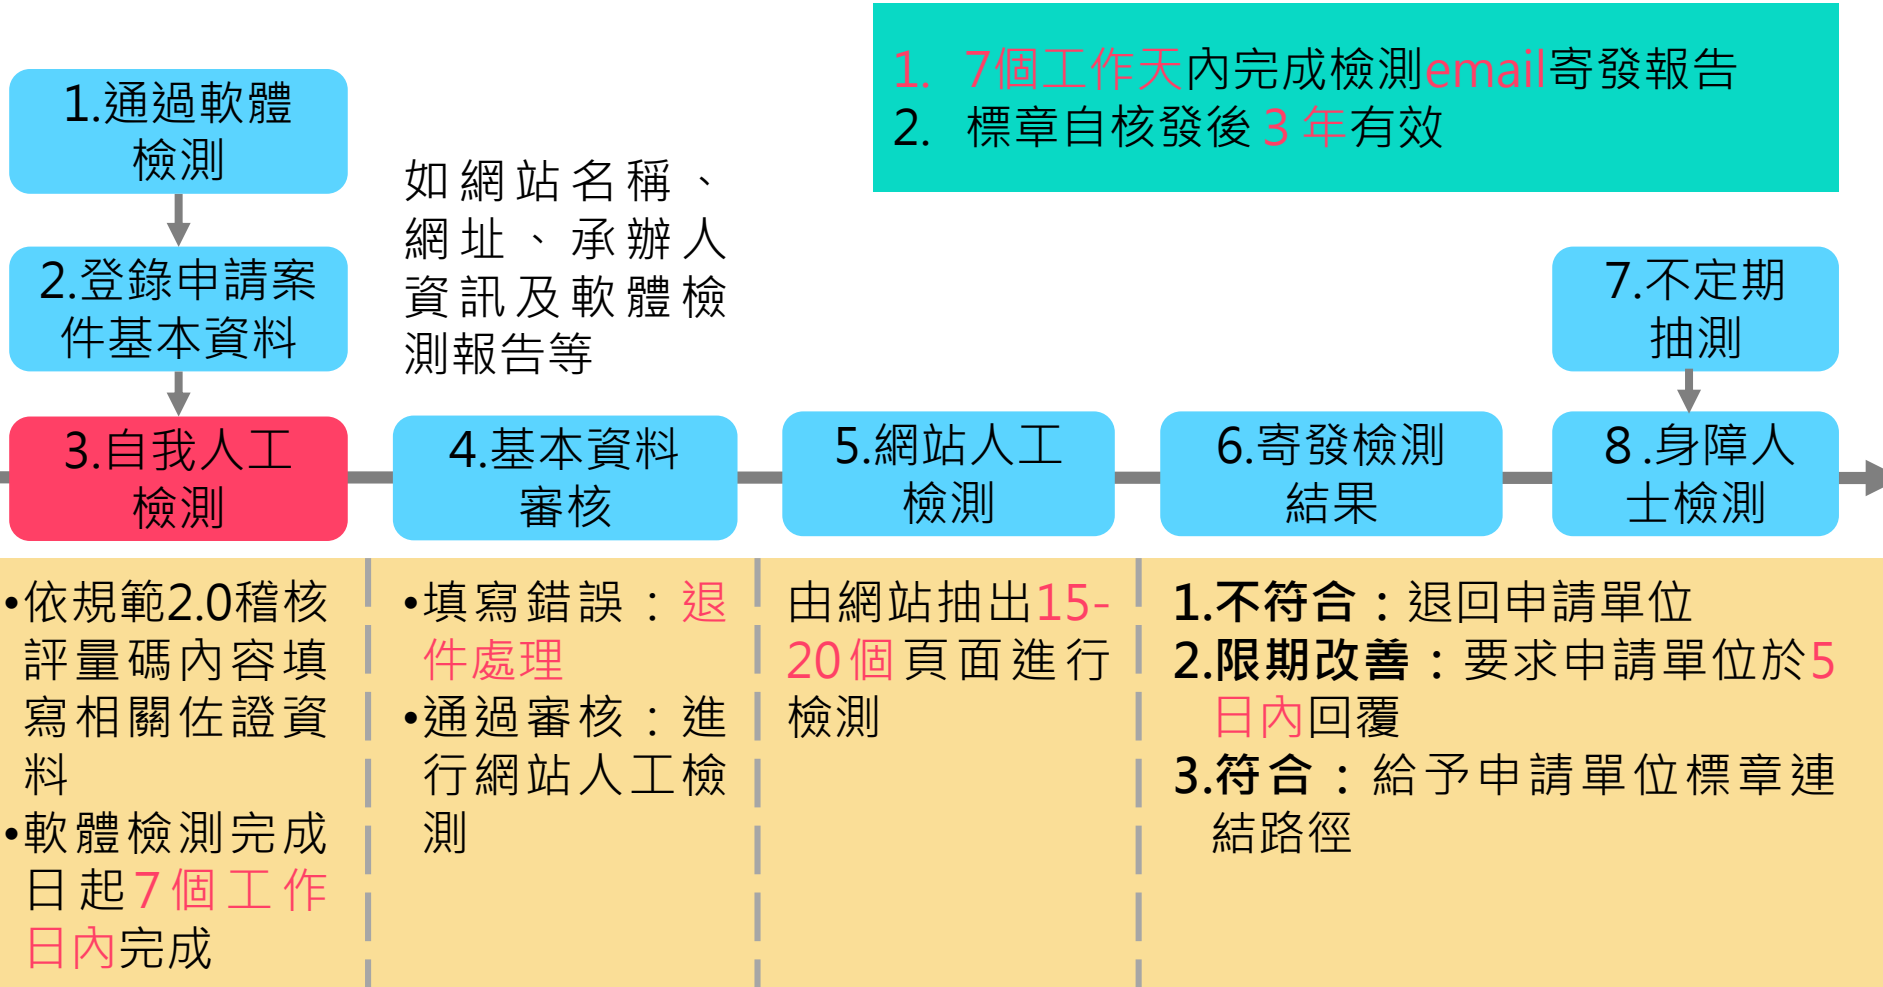 1. 7個工作天內完成檢測email寄發報告
2. 標章自核發後 3 年有效
1.通過軟體
檢測
2.登錄申請案
件基本資料
如網站名稱、
網址、承辦人
資訊及軟體檢
測報告等
7.不定期
抽測
3.自我人工
檢測
4.基本資料
審核
5.網站人工
檢測
6.寄發檢測
結果
8 .身障人
士檢測
•依規範2.0稽核
評量碼內容填
寫相關佐證資
料
•軟體檢測完成
日起7個工作
日內完成
•填寫錯誤：退
件處理
•通過審核：進
行網站人工檢
測
由網站抽出15-
20個頁面進行
檢測
1.不符合：退回申請單位
2.限期改善：要求申請單位於5
日內回覆
3.符合：給予申請單位標章連
結路徑